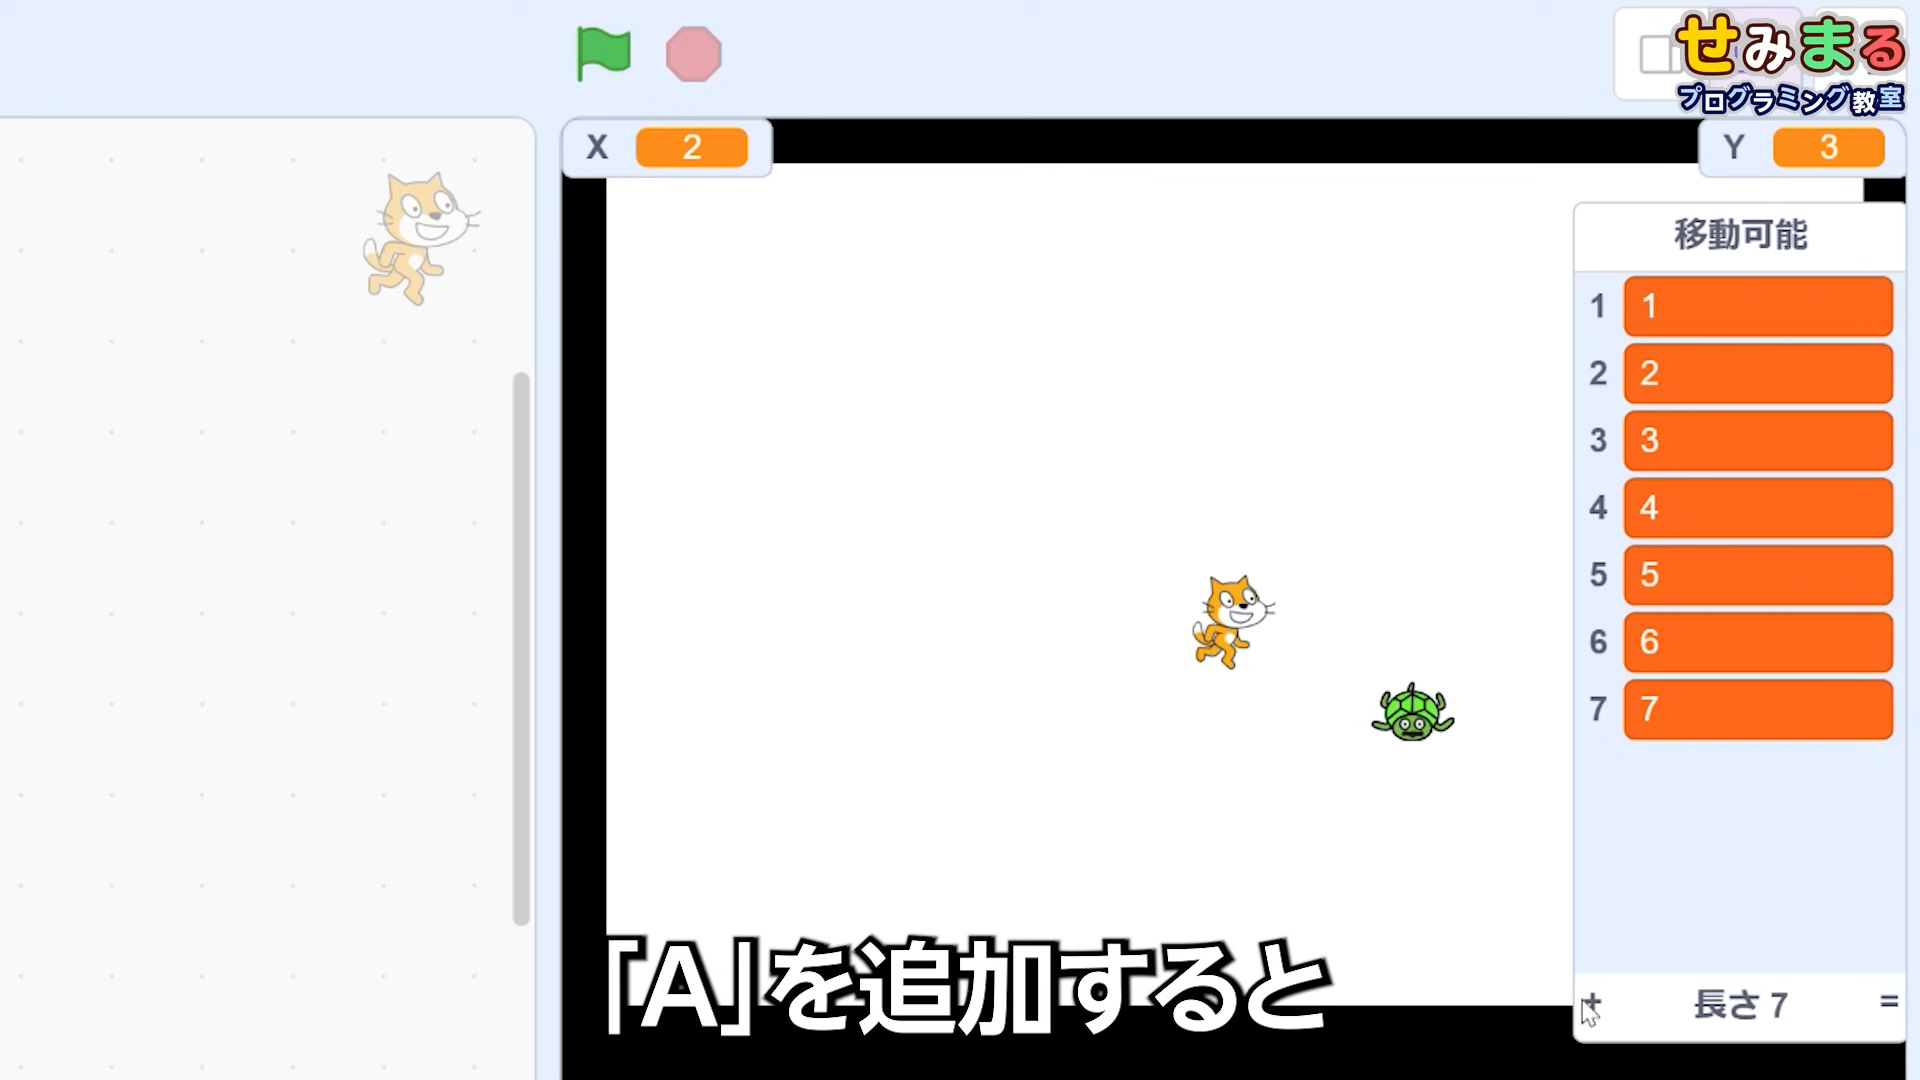 せみまる
プログラミング教室
X 2
Y 3
移動可能
1 1
2 2
3 3
4 4
5 5
6 6
7 7
+ 長さ 7 =
「A」を追加すると